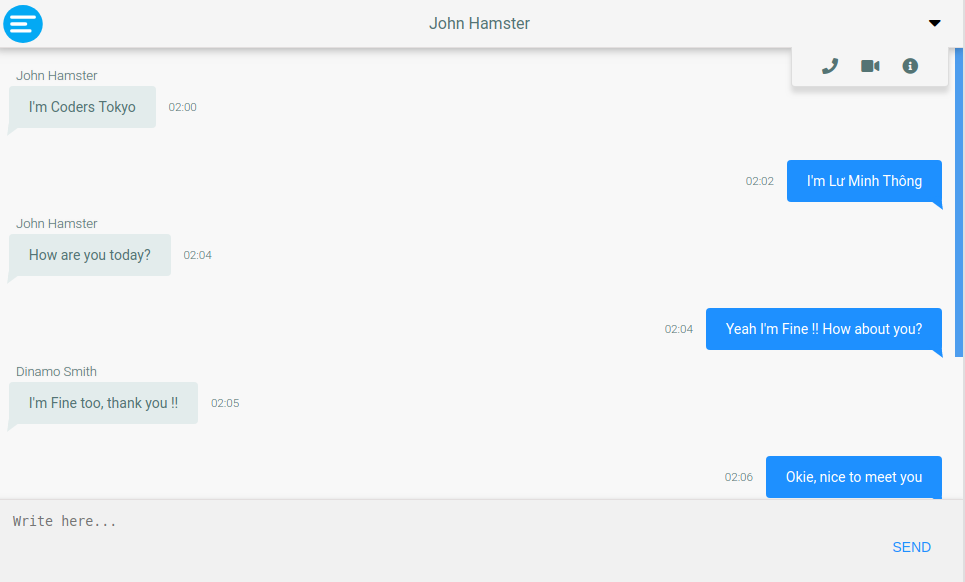 John Hamster
John Hamster
I'm Coders Tokyo 02:00
02:02 I'm Lư Minh Thông
John Hamster
How are you today? 02:04
02:04 Yeah I'm Fine !! How about you?
Dinamo Smith
I'm Fine too, thank you !! 02:05
02:06 Okie, nice to meet you
Write here...
SEND